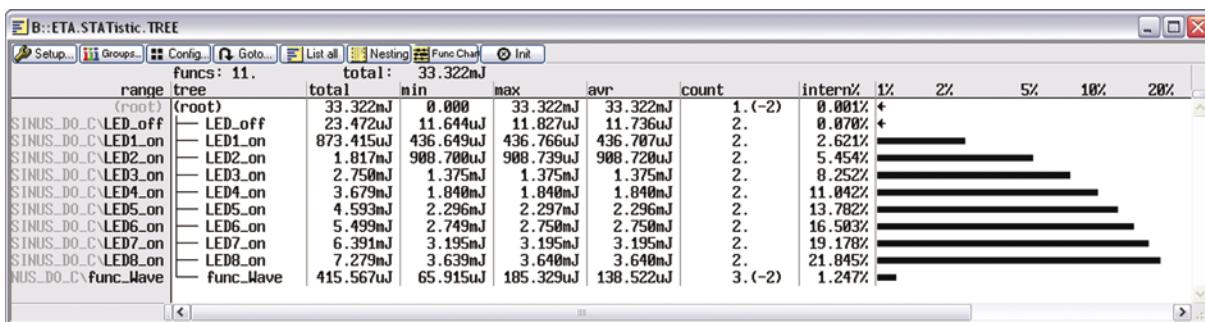 B::ETA.STATistic.TREE
Setup... Groups... Config... Goto... List all Nesting Func Chart Init
funcs: 11. total: 33.322mJ
range tree total min max avr count intern% 1% 2% 5% 10% 20%
(root) (root) 33.322mJ 0.000 33.322mJ 33.322mJ 1.(-2) 0.001%
SINUS_DO_C\LED_off LED_off 23.472uJ 11.644uJ 11.827uJ 11.736uJ 2. 0.070%
SINUS_DO_C\LED1_on LED1_on 873.415uJ 436.649uJ 436.766uJ 436.707uJ 2. 2.621%
SINUS_DO_C\LED2_on LED2_on 1.817mJ 908.700uJ 908.739uJ 908.720uJ 2. 5.454%
SINUS_DO_C\LED3_on LED3_on 2.750mJ 1.375mJ 1.375mJ 1.375mJ 2. 8.252%
SINUS_DO_C\LED4_on LED4_on 3.679mJ 1.840mJ 1.840mJ 1.840mJ 2. 11.042%
SINUS_DO_C\LED5_on LED5_on 4.593mJ 2.296mJ 2.297mJ 2.296mJ 2. 13.782%
SINUS_DO_C\LED6_on LED6_on 5.499mJ 2.749mJ 2.750mJ 2.750mJ 2. 16.503%
SINUS_DO_C\LED7_on LED7_on 6.391mJ 3.195mJ 3.195mJ 3.195mJ 2. 19.178%
SINUS_DO_C\LED8_on LED8_on 7.279mJ 3.639mJ 3.640mJ 3.640mJ 2. 21.845%
NUS_DO_C\func_Wave func_Wave 415.567uJ 65.915uJ 185.329uJ 138.522uJ 3.(-2) 1.247%